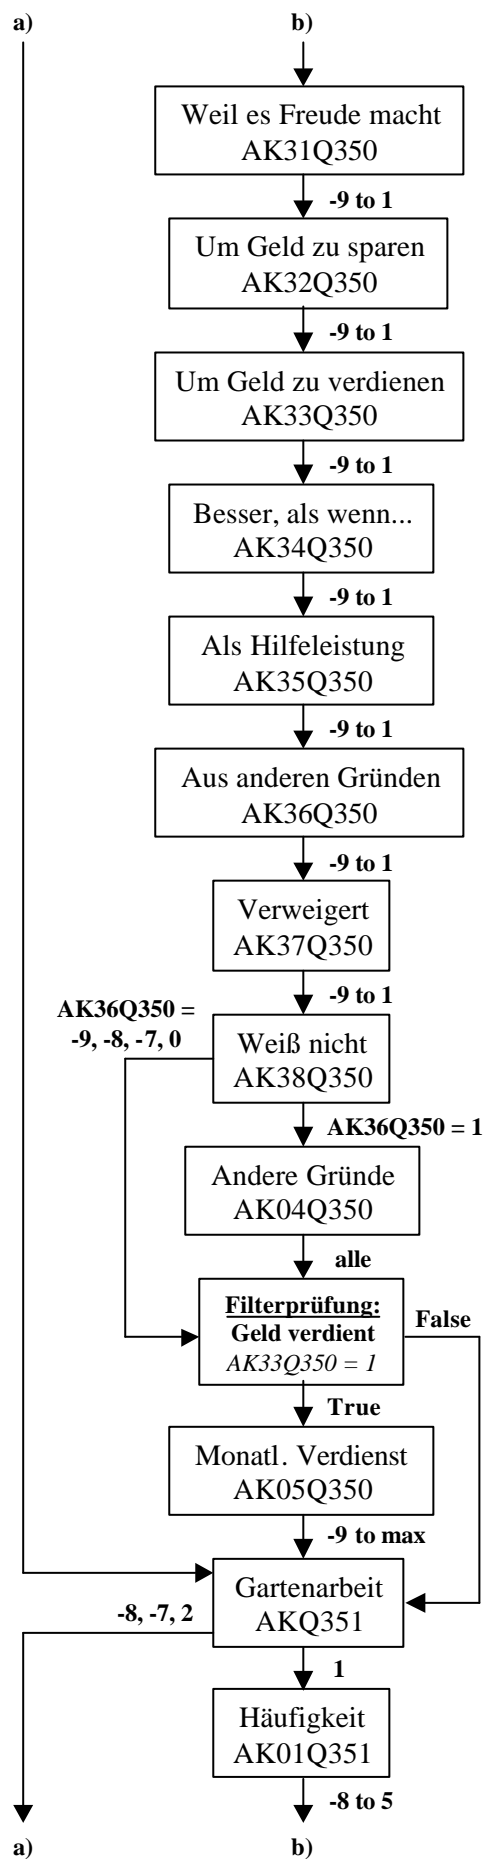 a)
b)
Weil es Freude macht
AK31Q350
-9 to 1
Um Geld zu sparen
AK32Q350
-9 to 1
Um Geld zu verdienen
AK33Q350
-9 to 1
Besser, als wenn...
AK34Q350
-9 to 1
Als Hilfeleistung
AK35Q350
-9 to 1
Aus anderen Gründen
AK36Q350
-9 to 1
Verweigert
AK37Q350
-9 to 1
AK36Q350 =
-9, -8, -7, 0
Weiß nicht
AK38Q350
AK36Q350 = 1
Andere Gründe
AK04Q350
alle
Filterprüfung:
Geld verdient
AK33Q350 = 1
False
True
Monatl. Verdienst
AK05Q350
-9 to max
Gartenarbeit
AKQ351
-8, -7, 2
1
Häufigkeit
AK01Q351
-8 to 5
a)
b)